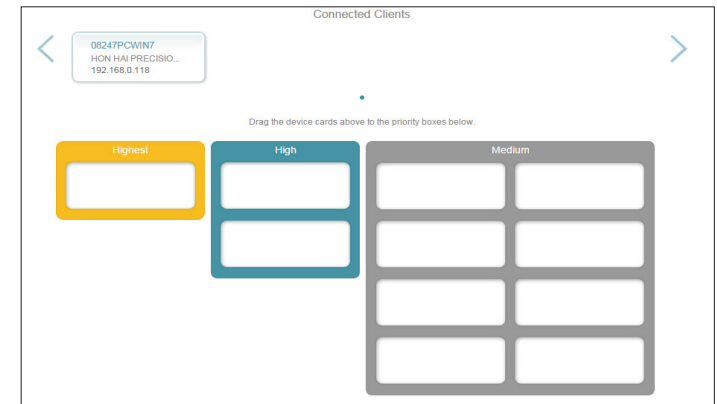 Connected Clients
08247PCWIN7
HON HAI PRECISIO...
192.168.0.118
Drag the device cards above to the priority boxes below.
Highest
High
Medium